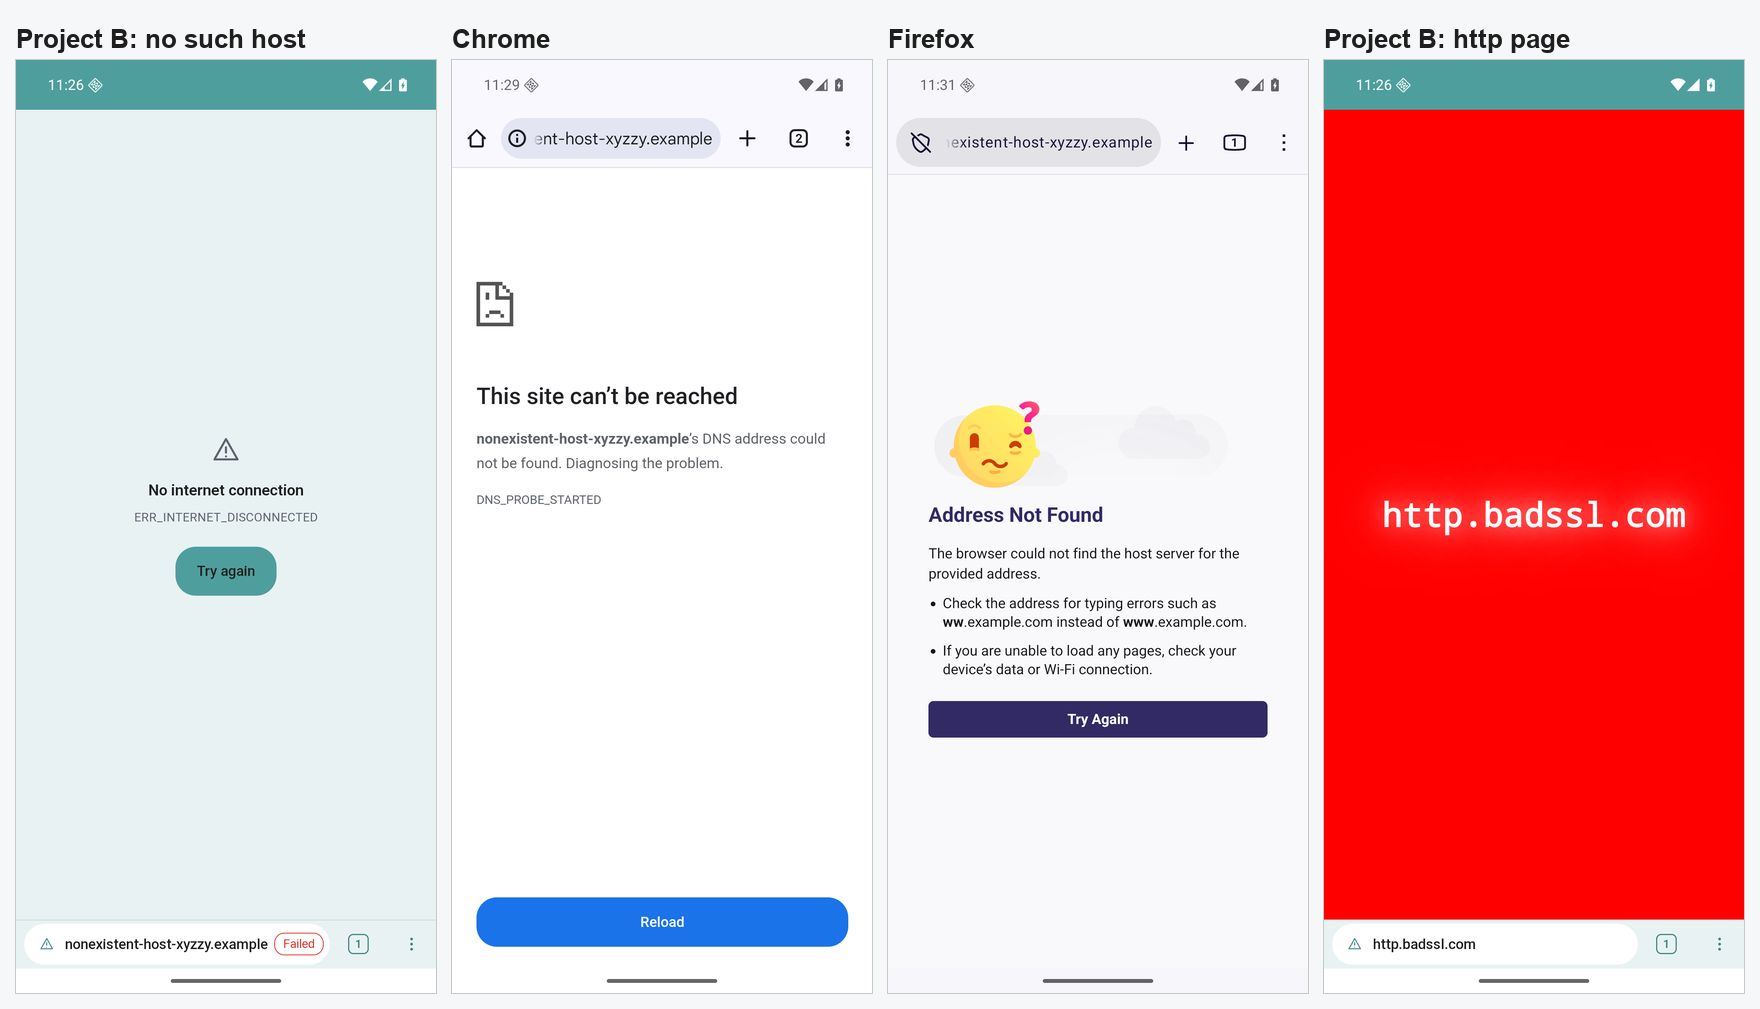 Project B: no such host
11:26
No internet connection
ERR_INTERNET_DISCONNECTED
Try again
nonexistent-host-xyzzy.example
Failed
1
Chrome
11:29
ent-host-xyzzy.example
2
This site can’t be reached
nonexistent-host-xyzzy.example’s DNS address could
not be found. Diagnosing the problem.
DNS_PROBE_STARTED
Reload
Firefox
11:31
existent-host-xyzzy.example
1
?
Address Not Found
The browser could not find the host server for the
provided address.
• Check the address for typing errors such as
ww.example.com instead of www.example.com.
• If you are unable to load any pages, check your
device’s data or Wi-Fi connection.
Try Again
Project B: http page
11:26
http.badssl.com
http.badssl.com
1